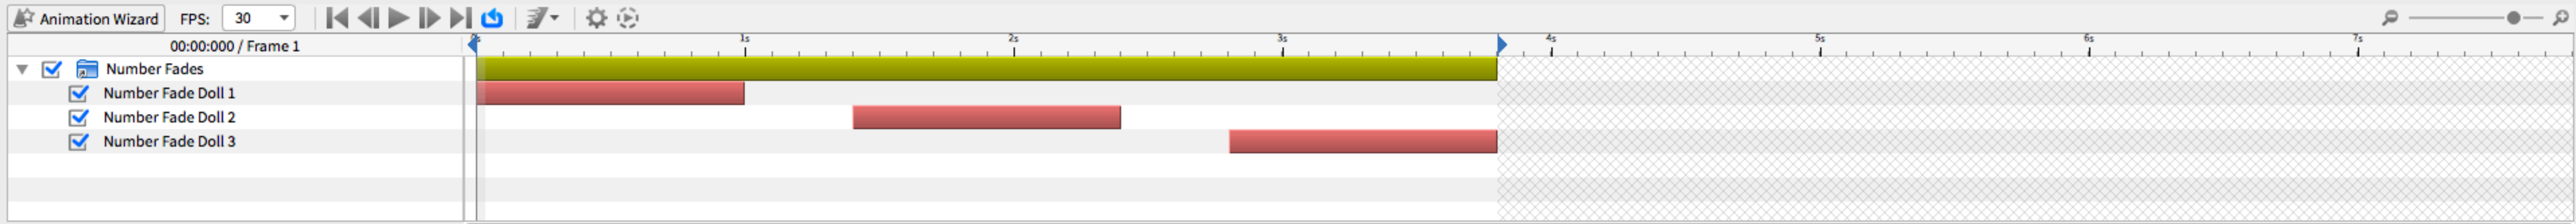 Animation Wizard FPS: 30
00:00:000 / Frame 1 0s 1s 2s 3s 4s 5s 6s 7s
Number Fades
Number Fade Doll 1
Number Fade Doll 2
Number Fade Doll 3